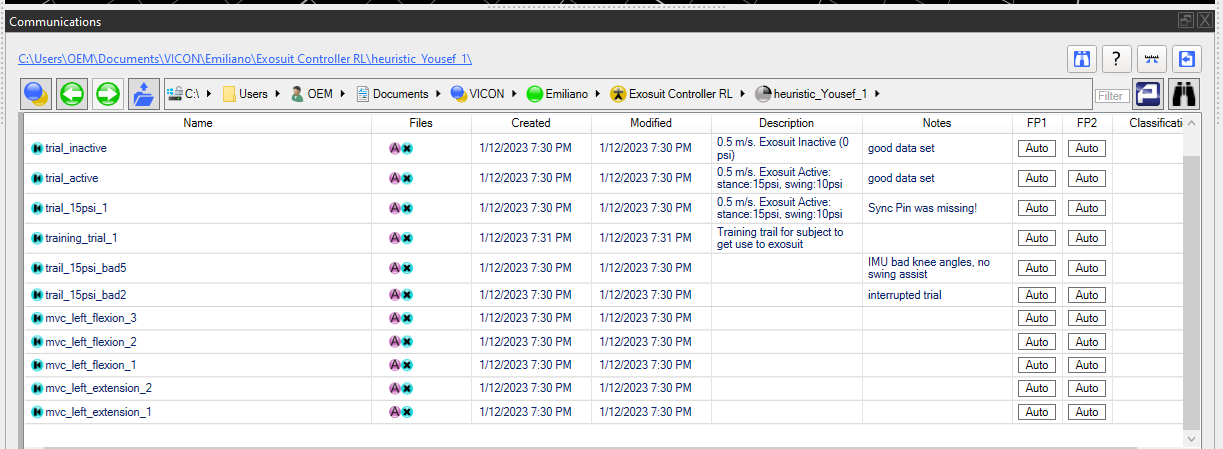 Communications
C:\Users\OEM\Documents\VICON\Emiliano\Exosuit Controller RL\heuristic_Yousef_1\
?
C:\ Users OEM Documents VICON Emiliano Exosuit Controller RL heuristic_Yousef_1 Filter
Name Files Created Modified Description Notes FP1 FP2 Classificatio
trial_inactive A 1/12/2023 7:30 PM 1/12/2023 7:30 PM 0.5 m/s. Exosuit Inactive (0
psi) good data set Auto Auto
trial_active A 1/12/2023 7:30 PM 1/12/2023 7:30 PM 0.5 m/s. Exosuit Active:
stance:15psi, swing:10psi good data set Auto Auto
trial_15psi_1 A 1/12/2023 7:30 PM 1/12/2023 7:30 PM 0.5 m/s. Exosuit Active:
stance:15psi, swing:10psi Sync Pin was missing! Auto Auto
training_trial_1 A 1/12/2023 7:31 PM 1/12/2023 7:31 PM Training trail for subject to
get use to exosuit Auto Auto
trail_15psi_bad5 A 1/12/2023 7:30 PM 1/12/2023 7:30 PM IMU bad knee angles, no
swing assist Auto Auto
trail_15psi_bad2 A 1/12/2023 7:30 PM 1/12/2023 7:30 PM interrupted trial Auto Auto
mvc_left_flexion_3 A 1/12/2023 7:30 PM 1/12/2023 7:30 PM Auto Auto
mvc_left_flexion_2 A 1/12/2023 7:30 PM 1/12/2023 7:30 PM Auto Auto
mvc_left_flexion_1 A 1/12/2023 7:30 PM 1/12/2023 7:30 PM Auto Auto
mvc_left_extension_2 A 1/12/2023 7:30 PM 1/12/2023 7:30 PM Auto Auto
mvc_left_extension_1 A 1/12/2023 7:30 PM 1/12/2023 7:30 PM Auto Auto